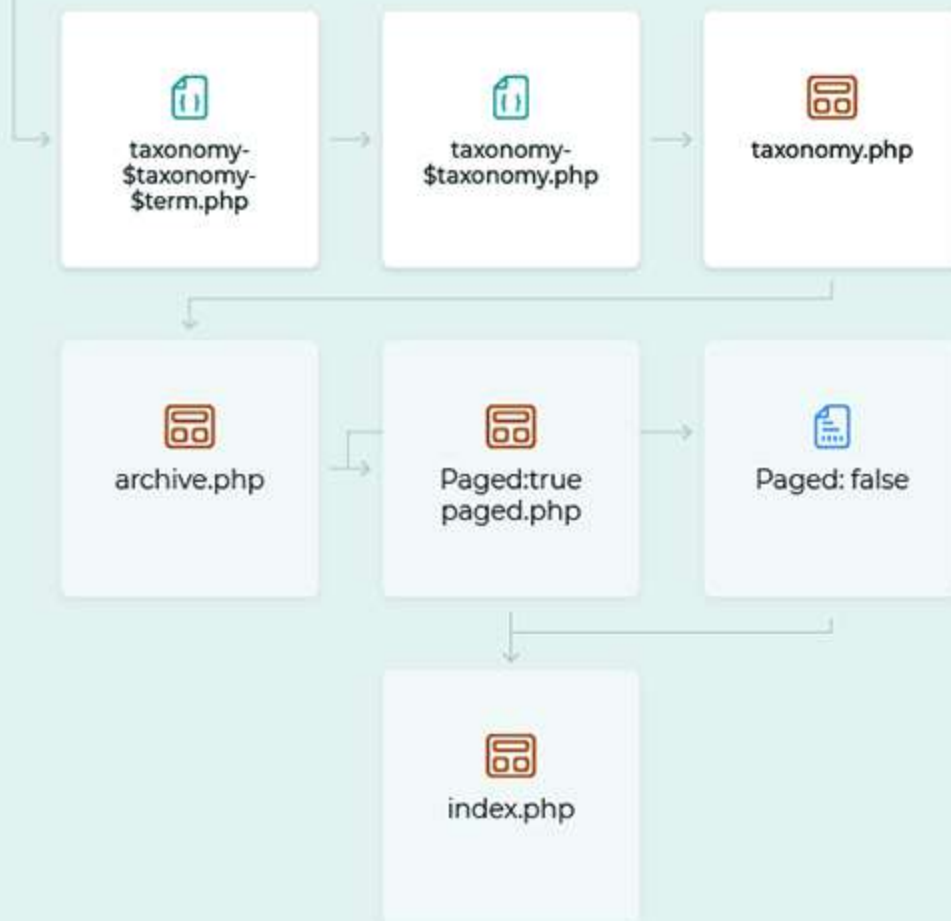 taxonomy-
$taxonomy-
$term.php
taxonomy-
$taxonomy.php
taxonomy.php
archive.php
Paged:true
paged.php
Paged: false
index.php